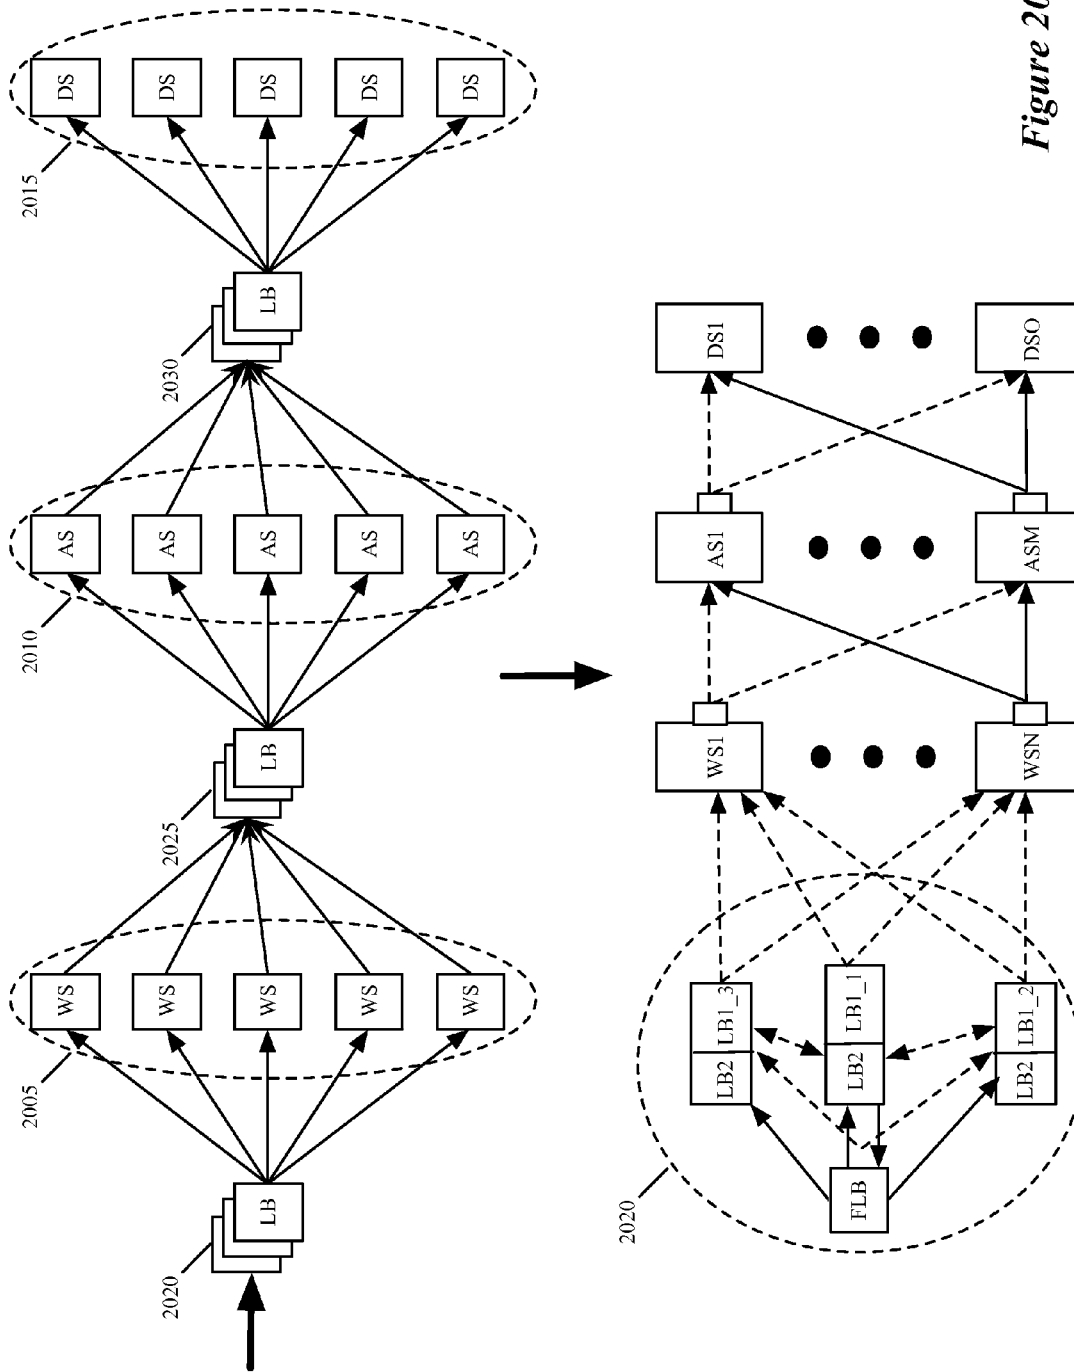 2020
LB
2005
WS
WS
WS
WS
WS
2025
LB
2010
AS
AS
AS
AS
AS
2030
LB
2015
DS
DS
DS
DS
DS
2020
FLB
LB2
LB1_3
LB2
LB1_1
LB2
LB1_2
WS1
WSN
AS1
ASM
DS1
DSO
Figure 20